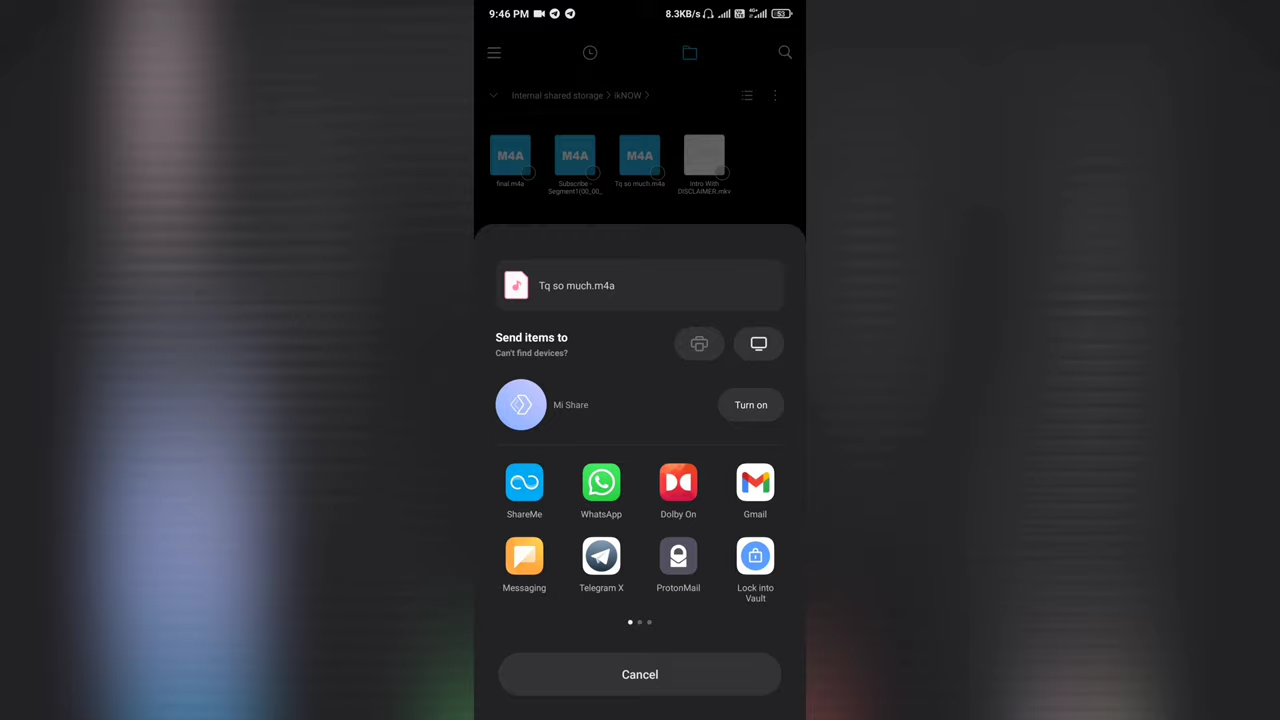 9:46 PM
8.3KB/s
4G+
53
Internal shared storage > ikNOW >
M4A
M4A
M4A
final.m4a
Subscribe -
Segment1(00_00_
Tq so much.m4a
Intro With
DISCLAIMER.mkv
Tq so much.m4a
Send items to
Can't find devices?
Mi Share
Turn on
ShareMe
WhatsApp
Dolby On
Gmail
Messaging
Telegram X
ProtonMail
Lock into
Vault
Cancel